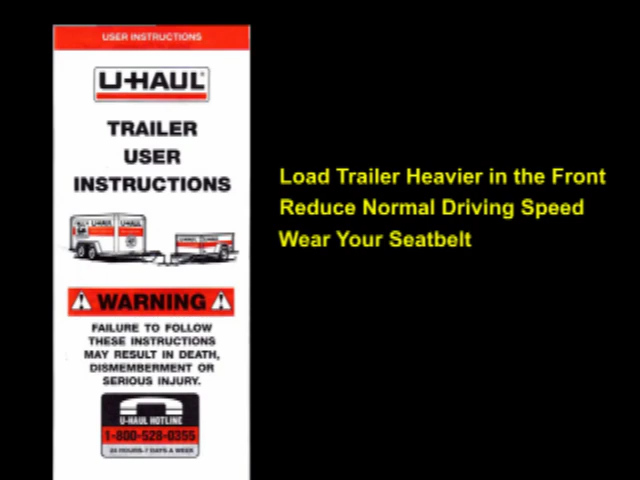 USER INSTRUCTIONS
U-HAUL®
TRAILER
USER
INSTRUCTIONS
U-HAUL
U-HAUL
WARNING
FAILURE TO FOLLOW
THESE INSTRUCTIONS
MAY RESULT IN DEATH,
DISMEMBERMENT OR
SERIOUS INJURY.
U-HAUL HOTLINE
1-800-528-0355
24 HOURS-7 DAYS A WEEK
Load Trailer Heavier in the Front
Reduce Normal Driving Speed
Wear Your Seatbelt